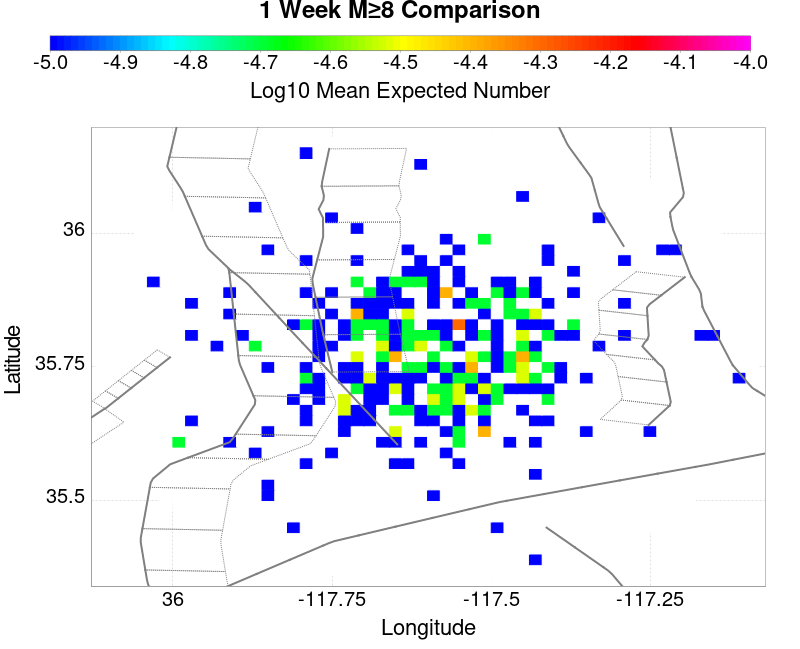 1 Week M≥8 Comparison
-5.0 -4.9 -4.8 -4.7 -4.6 -4.5 -4.4 -4.3 -4.2 -4.1 -4.0
Log10 Mean Expected Number
36
35.75
35.5
Latitude
36 -117.75 -117.5 -117.25
Longitude